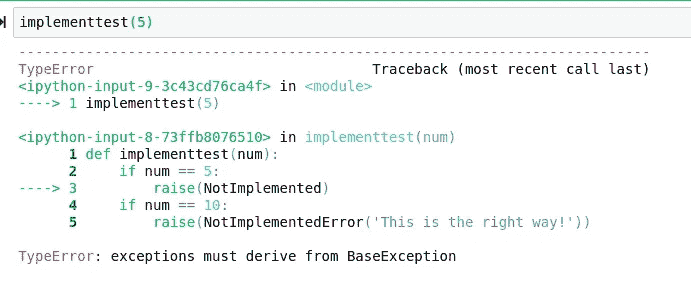 implementtest(5)
---------------------------------------------------------------------------
TypeError                                 Traceback (most recent call last)
<ipython-input-9-3c43cd76ca4f> in <module>
----> 1 implementtest(5)

<ipython-input-8-73ffb8076510> in implementtest(num)
      1 def implementtest(num):
      2     if num == 5:
----> 3         raise(NotImplemented)
      4     if num == 10:
      5         raise(NotImplementedError('This is the right way!'))

TypeError: exceptions must derive from BaseException